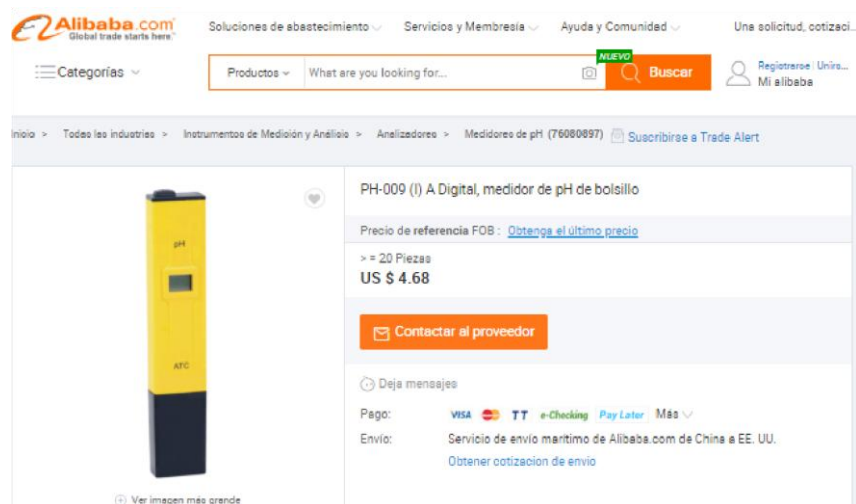 Alibaba.com
Global trade starts here.™
Soluciones de abastecimiento
Servicios y Membresía
Ayuda y Comunidad
Una solicitud, cotizaci...
Categorías
Productos
What are you looking for...
NUEVO
Buscar
Registrarse | Unirs...
Mi alibaba
Inicio > Todas las industrias > Instrumentos de Medición y Análisis > Analizadores > Medidores de pH (76080897) Suscribirse a Trade Alert
PH-009 (I) A Digital, medidor de pH de bolsillo
Precio de referencia FOB : Obtenga el último precio
> = 20 Piezas
US $ 4.68
Contactar al proveedor
Deja mensajes
Pago: VISA TT e-Checking Pay Later Más
Envío: Servicio de envío marítimo de Alibaba.com de China a EE. UU.
Obtener cotizacion de envio
pH
ATC
Ver imagen más grande